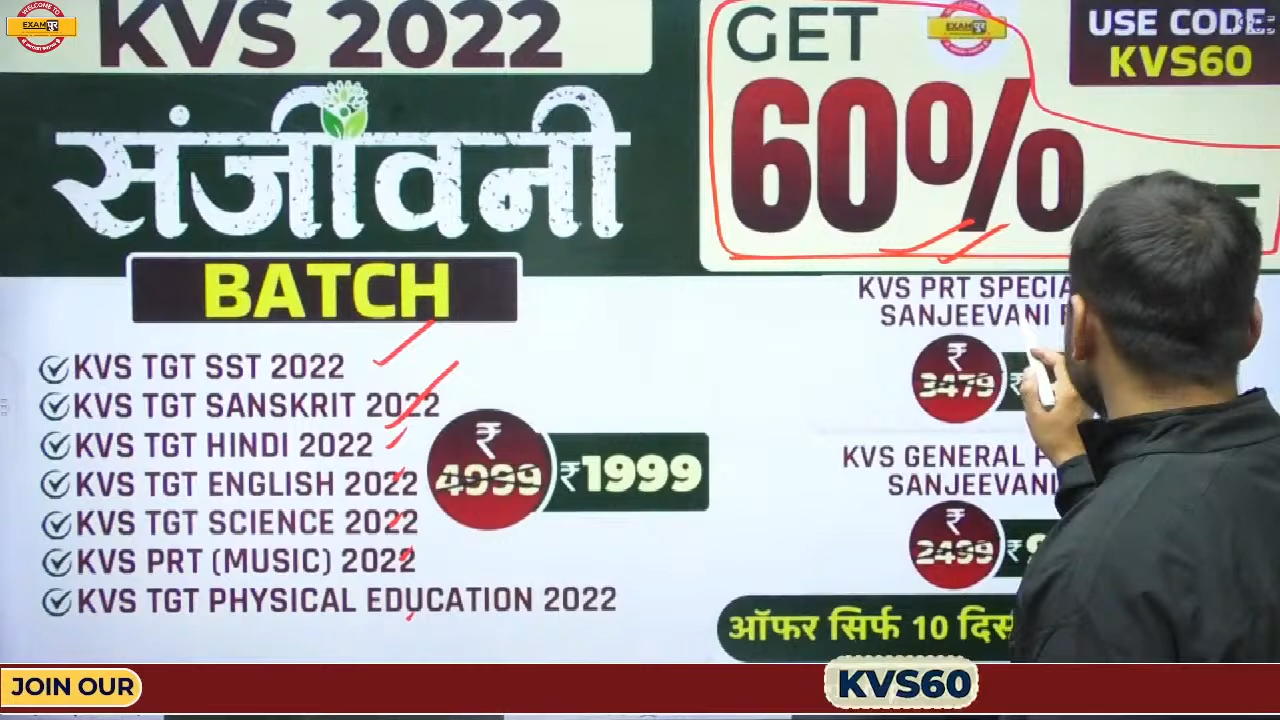 WELCOME TO
EXAM पुर
KVS 2022
संजीवनी
BATCH
KVS TGT SST 2022
KVS TGT SANSKRIT 2022
KVS TGT HINDI 2022
KVS TGT ENGLISH 2022
KVS TGT SCIENCE 2022
KVS PRT (MUSIC) 2022
KVS TGT PHYSICAL EDUCATION 2022
₹ 4999 ₹1999
GET
EXAM पुर
60%
USE CODE:
KVS60
KVS PRT
SANJEEVANI
₹ 3479 ₹
KVS GENERAL
SANJEEVANI
₹ 2499 ₹
ऑफर सिर्फ 10
JOIN OUR
KVS60